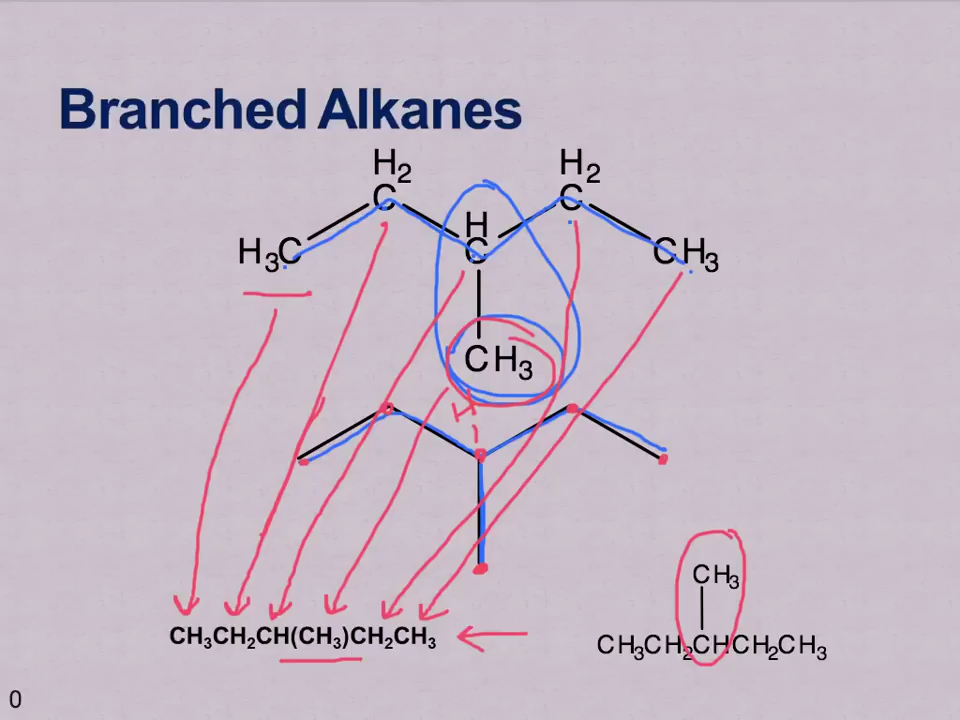 Branched Alkanes
H₂ H₂
C H C
H₃C C CH₃
CH₃
H
CH₃
CH₃CH₂CH(CH₃)CH₂CH₃
CH₃CH₂CHCH₂CH₃
0